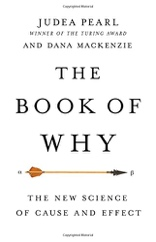 JUDEA PEARL
WINNER OF THE TURING AWARD
AND DANA MACKENZIE
THE
BOOK OF
WHY
α β
THE NEW SCIENCE
OF CAUSE AND EFFECT